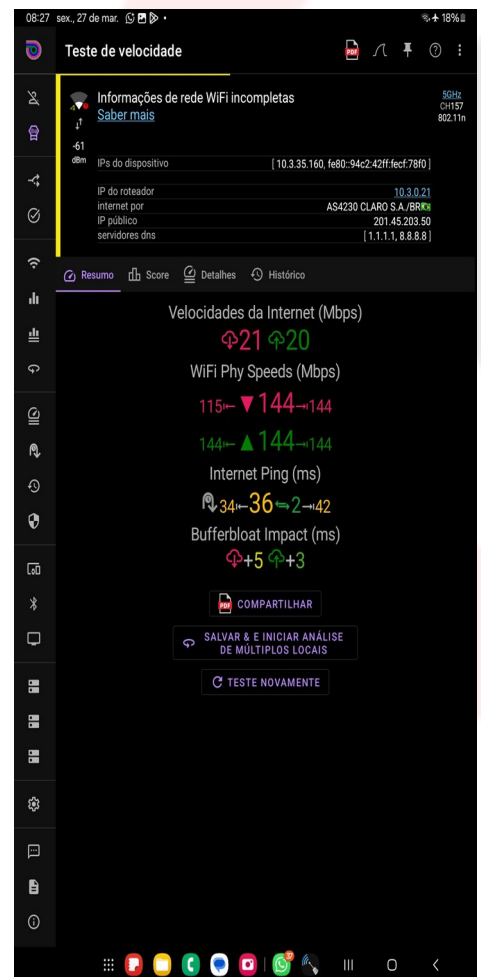 08:27 sex., 27 de mar. 18%
Teste de velocidade
PDF
Informações de rede WiFi incompletas
Saber mais
5GHz
CH157
802.11n
-61
dBm
IPs do dispositivo [ 10.3.35.160, fe80::94c2:42ff:fecf:78f0 ]
IP do roteador 10.3.0.21
internet por AS4230 CLARO S.A./BR
IP público 201.45.203.50
servidores dns [ 1.1.1.1, 8.8.8.8 ]
Resumo Score Detalhes Histórico
Velocidades da Internet (Mbps)
21 20
WiFi Phy Speeds (Mbps)
115 ▼ 144 144
144 ▲ 144 144
Internet Ping (ms)
34 36 2 42
Bufferbloat Impact (ms)
+5 +3
PDF COMPARTILHAR
SALVAR & E INICIAR ANÁLISE
DE MÚLTIPLOS LOCAIS
TESTE NOVAMENTE